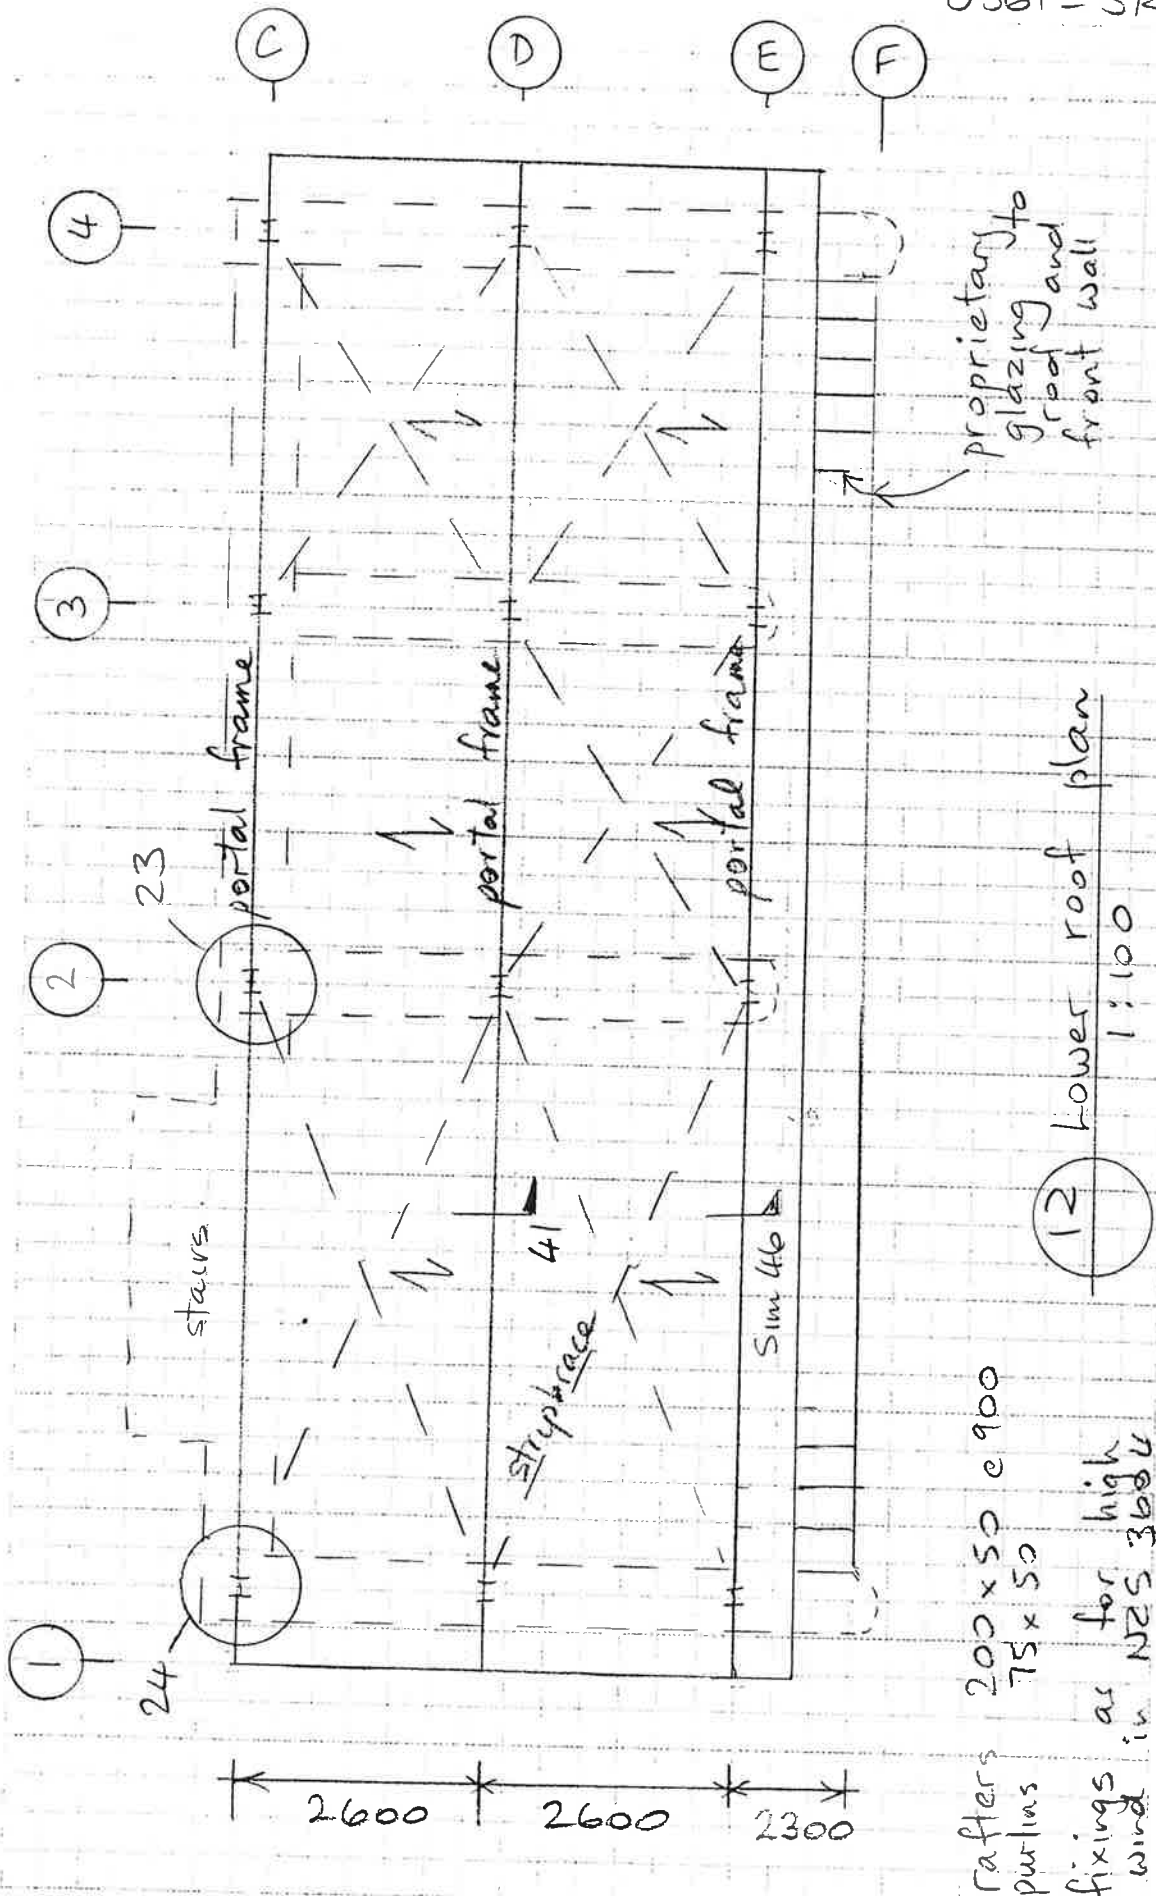 C
D
E
F
4
3
2
1
23
24
stairs
portal frame
portal frame
portal frame
41
stripbrace
Sim 46
proprietary
glazing to
roof and
front wall
2600
2600
2300
12
Lower roof plan
1:100
rafters 200 x 50 @ 900
purlins 75 x 50
fixings as for high
wind in NZS 3604